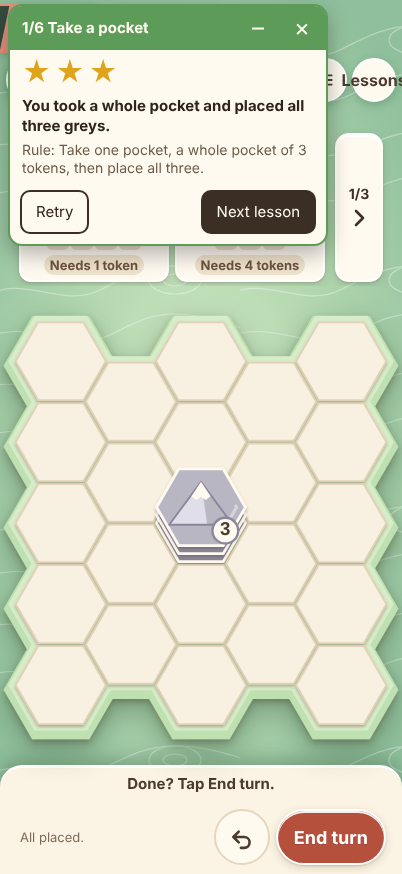 1/6 Take a pocket
You took a whole pocket and placed all
three greys.
Rule: Take one pocket, a whole pocket of 3
tokens, then place all three.
Retry
Next lesson
Lessons
1/3
Needs 1 token
Needs 4 tokens
3
Done? Tap End turn.
All placed.
End turn